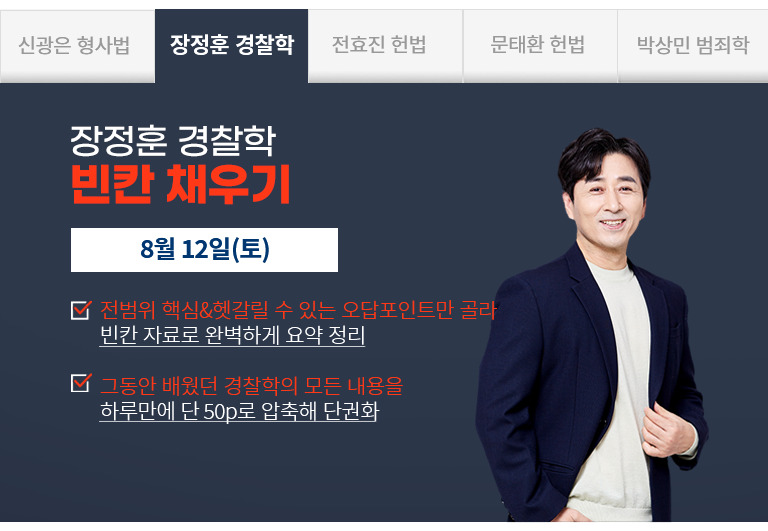 신광은 형사법
장정훈 경찰학
전효진 헌법
문태환 헌법
박상민 범죄학
장정훈 경찰학
빈칸 채우기
8월 12일(토)
전범위 핵심&헷갈릴 수 있는 오답포인트만 골라
빈칸 자료로 완벽하게 요약 정리
그동안 배웠던 경찰학의 모든 내용을
하루만에 단 50p로 압축해 단권화